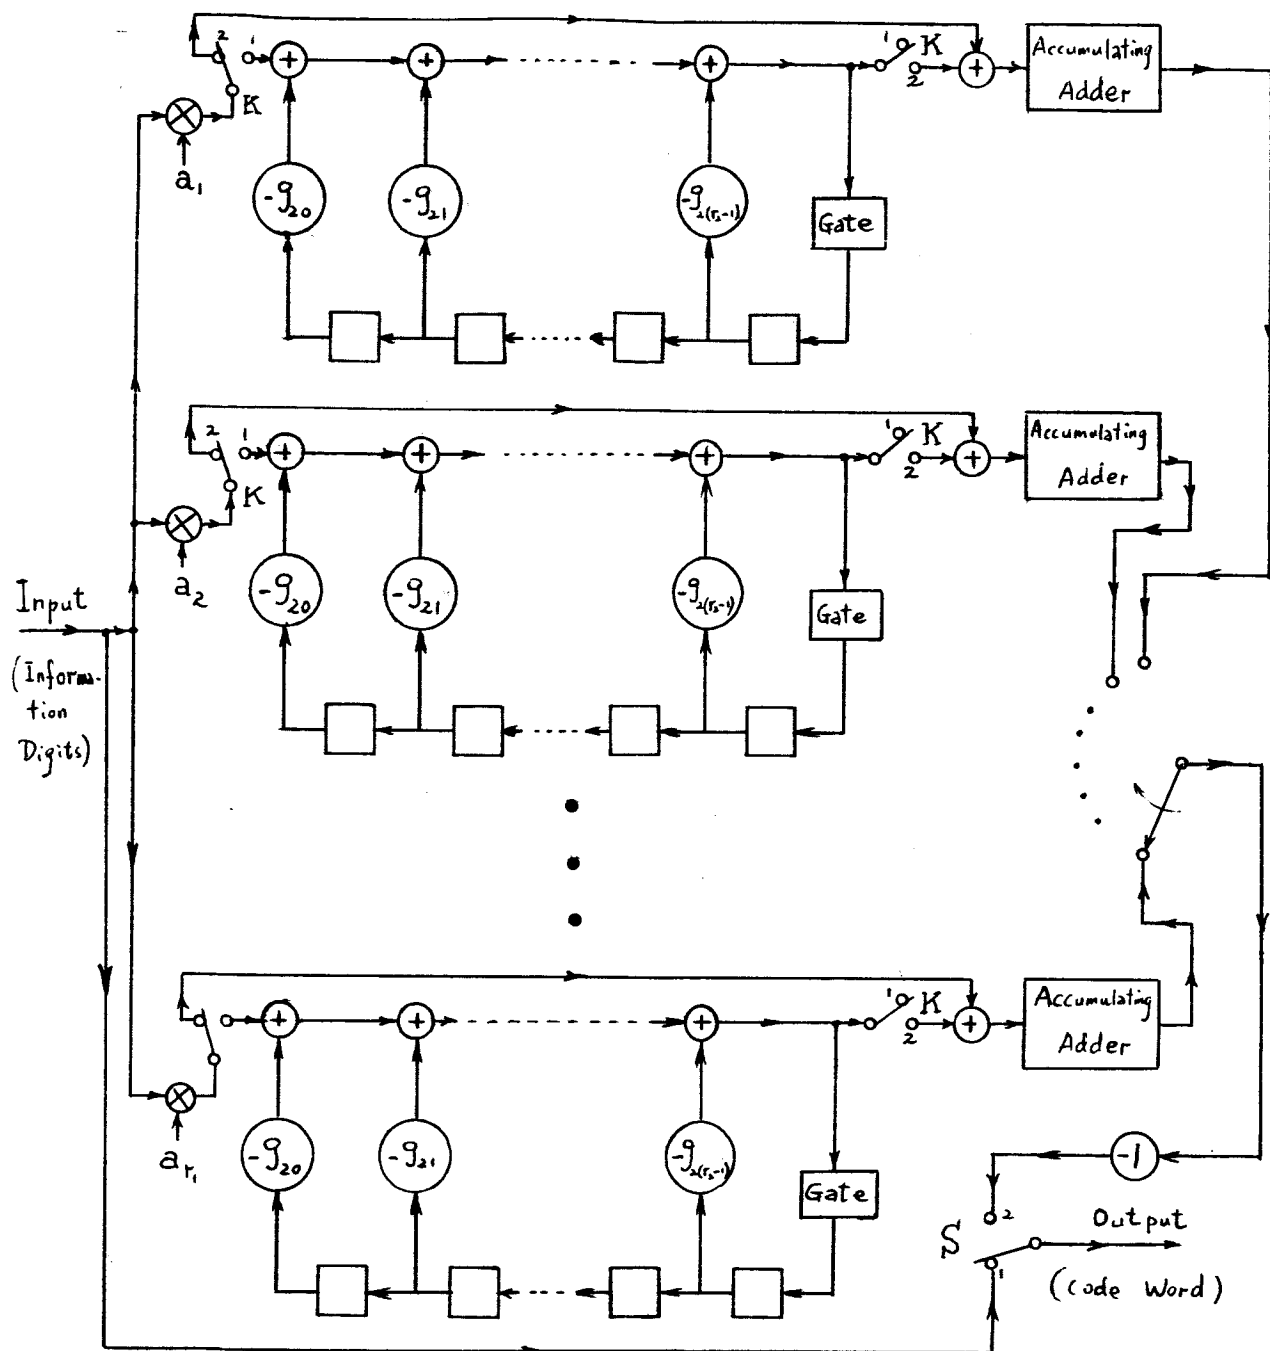 2 1 K 1 K 2 Accumulating
Adder
a₁
-g₂₀ -g₂₁ -g₂(r₂-1) Gate
2 1 K 1 K 2 Accumulating
Adder
a₂
-g₂₀ -g₂₁ -g₂(r₂-1) Gate
Input
(Informa-
tion
Digits)
1 K 2 Accumulating
Adder
a_r₁
-g₂₀ -g₂₁ -g₂(r₂-1) Gate
-1
S 2 1 Output
(Code Word)